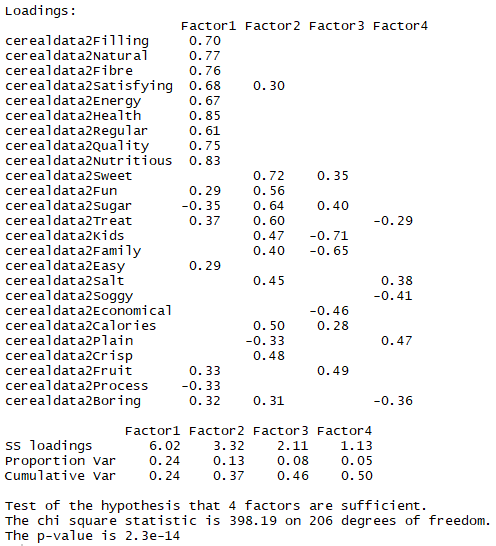 Loadings:
                      Factor1 Factor2 Factor3 Factor4
cerealdata2Filling     0.70
cerealdata2Natural     0.77
cerealdata2Fibre       0.76
cerealdata2Satisfying  0.68    0.30
cerealdata2Energy      0.67
cerealdata2Health      0.85
cerealdata2Regular     0.61
cerealdata2Quality     0.75
cerealdata2Nutritious  0.83
cerealdata2Sweet               0.72    0.35
cerealdata2Fun         0.29    0.56
cerealdata2Sugar      -0.35    0.64    0.40
cerealdata2Treat       0.37    0.60           -0.29
cerealdata2Kids                0.47   -0.71
cerealdata2Family              0.40   -0.65
cerealdata2Easy        0.29
cerealdata2Salt                0.45            0.38
cerealdata2Soggy                              -0.41
cerealdata2Economical                 -0.46
cerealdata2Calories            0.50    0.28
cerealdata2Plain              -0.33            0.47
cerealdata2Crisp               0.48
cerealdata2Fruit       0.33            0.49
cerealdata2Process    -0.33
cerealdata2Boring      0.32    0.31           -0.36
               Factor1 Factor2 Factor3 Factor4
SS loadings       6.02    3.32    2.11    1.13
Proportion Var    0.24    0.13    0.08    0.05
Cumulative Var    0.24    0.37    0.46    0.50
Test of the hypothesis that 4 factors are sufficient.
The chi square statistic is 398.19 on 206 degrees of freedom.
The p-value is 2.3e-14